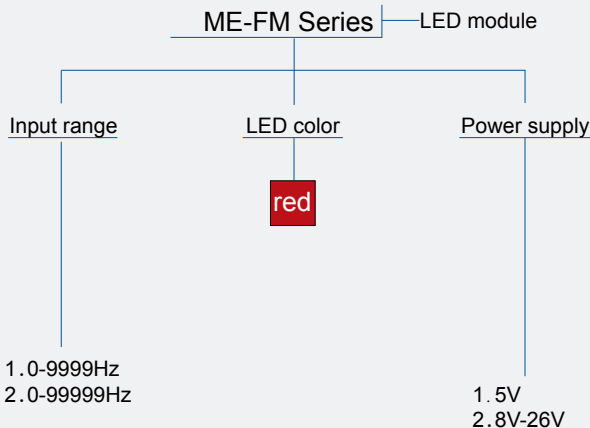 ME-FM Series
LED module
Input range
LED color
Power supply
red
1.0-9999Hz
2.0-99999Hz
1.5V
2.8V-26V